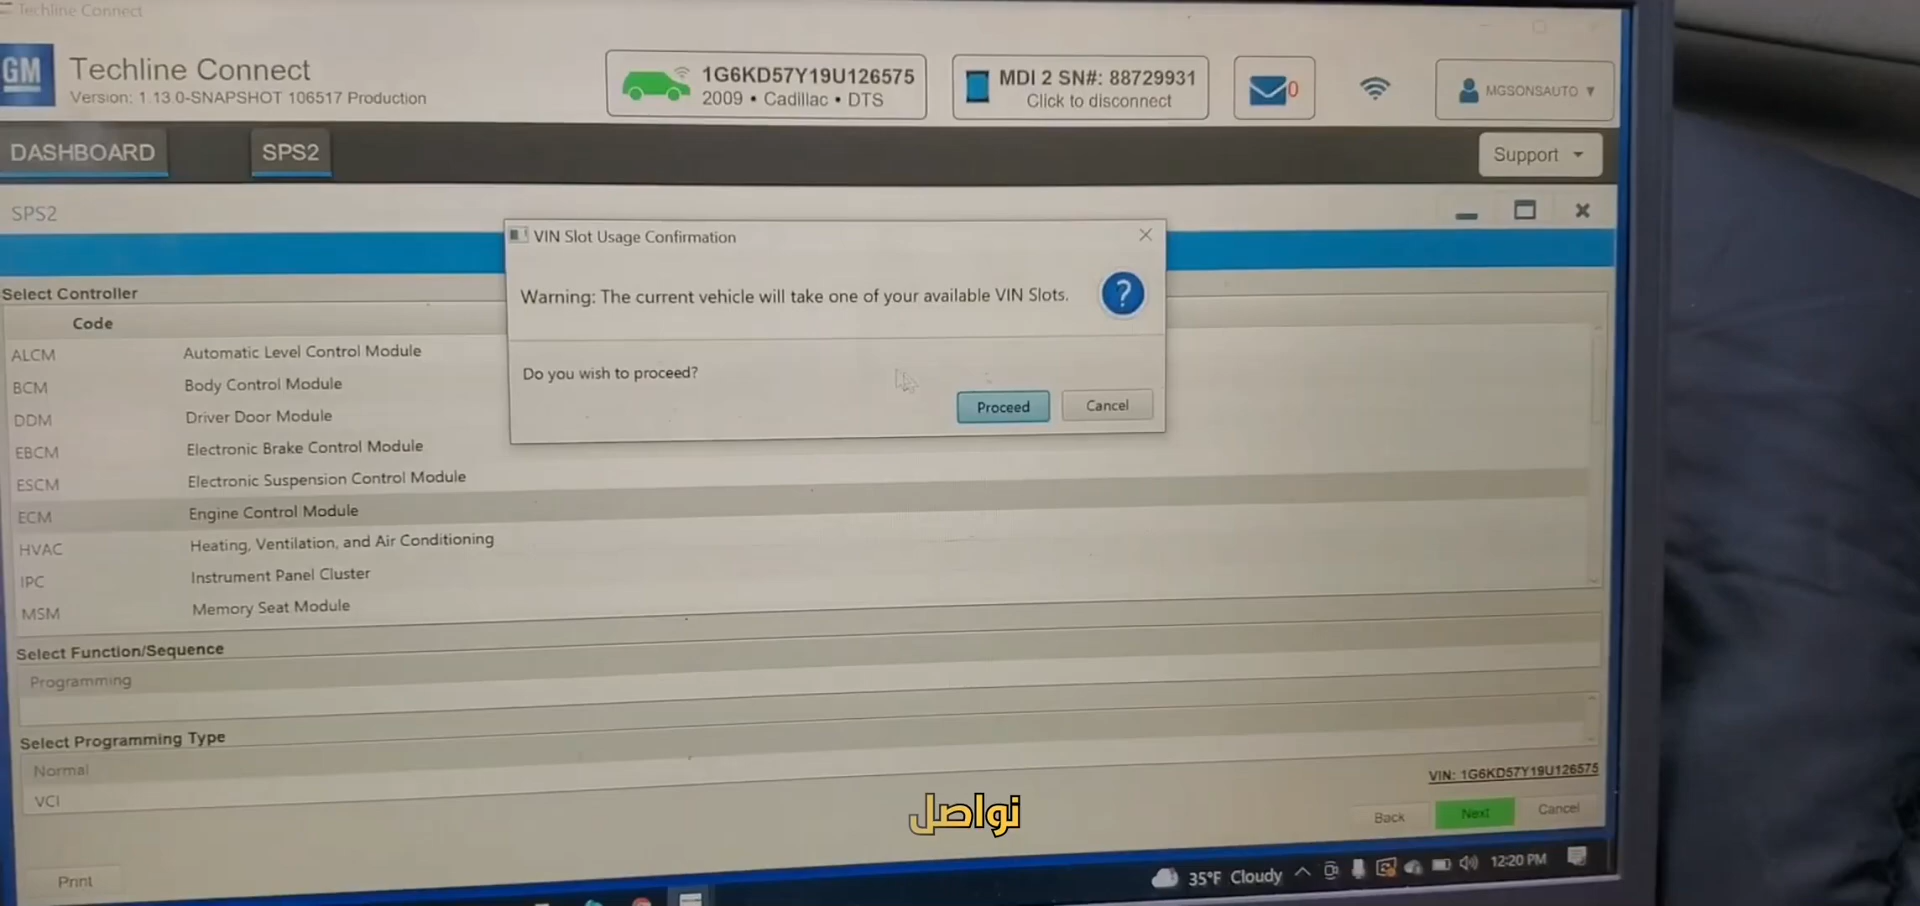 Techline Connect
GM
Techline Connect
Version: 1.13.0-SNAPSHOT 106517 Production
1G6KD57Y19U126575
2009 • Cadillac • DTS
MDI 2 SN#: 88729931
Click to disconnect
0
MGSONSAUTO
DASHBOARD
SPS2
Support
SPS2
VIN Slot Usage Confirmation
Warning: The current vehicle will take one of your available VIN Slots.
?
Do you wish to proceed?
Proceed
Cancel
Select Controller
Code
ALCM Automatic Level Control Module
BCM Body Control Module
DDM Driver Door Module
EBCM Electronic Brake Control Module
ESCM Electronic Suspension Control Module
ECM Engine Control Module
HVAC Heating, Ventilation, and Air Conditioning
IPC Instrument Panel Cluster
MSM Memory Seat Module
Select Function/Sequence
Programming
Select Programming Type
Normal
VCI
VIN: 1G6KD57Y19U126575
نواصل
Back
Next
Cancel
Print
35°F Cloudy
12:20 PM